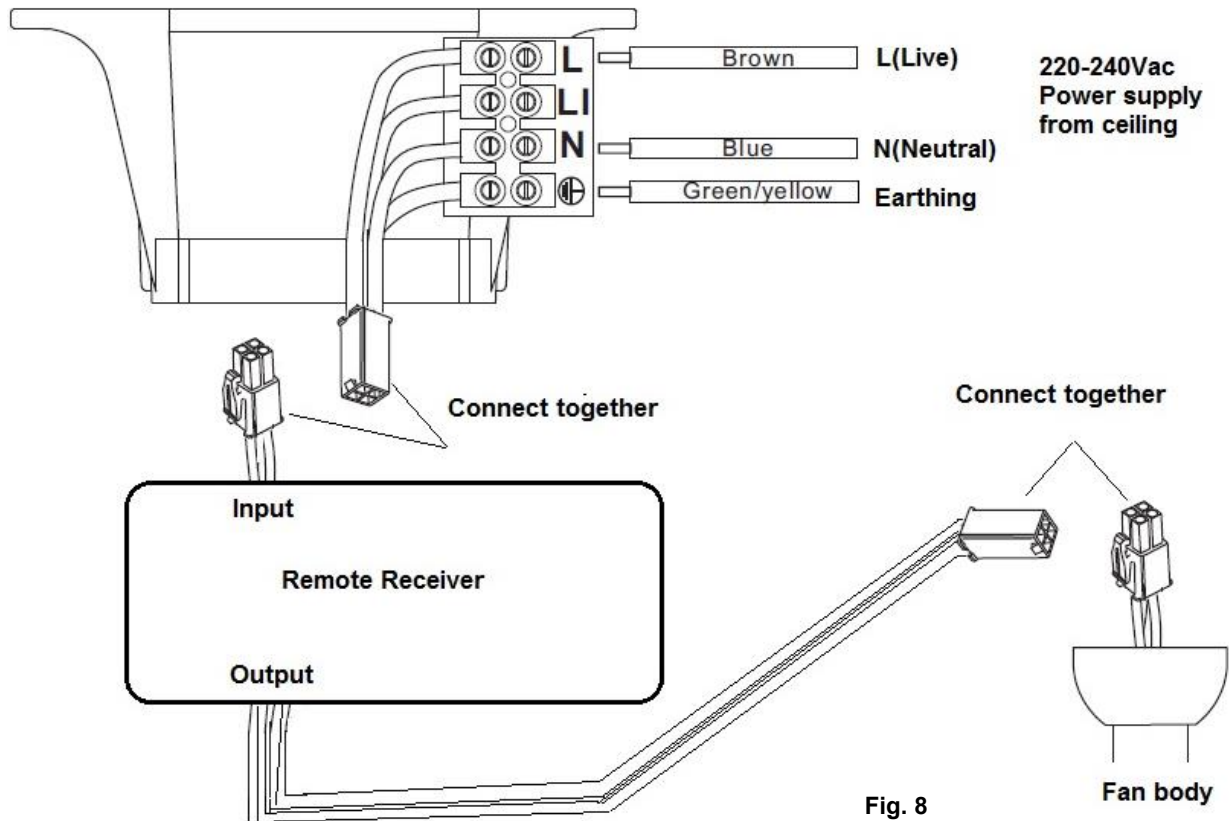 L
Brown
L(Live)
220-240Vac
Power supply
from ceiling
LI
N
Blue
N(Neutral)
Green/yellow
Earthing
Connect together
Connect together
Input
Remote Receiver
Output
Fig. 8
Fan body